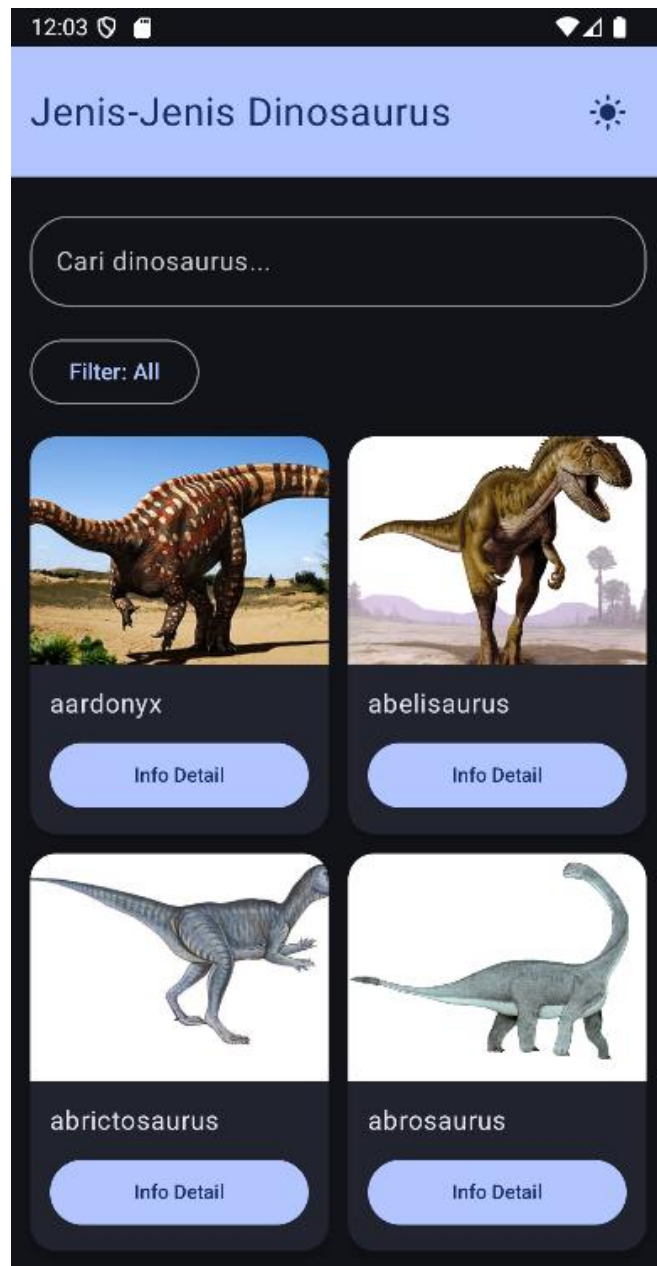 12:03
Jenis-Jenis Dinosaurus
Cari dinosaurus...
Filter: All
aardonyx
abelisaurus
Info Detail
Info Detail
abrictosaurus
abrosaurus
Info Detail
Info Detail